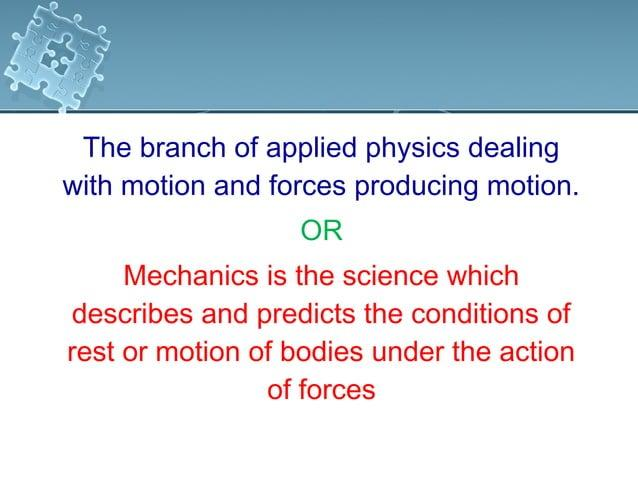 The branch of applied physics dealing
with motion and forces producing motion.
OR
Mechanics is the science which
describes and predicts the conditions of
rest or motion of bodies under the action
of forces